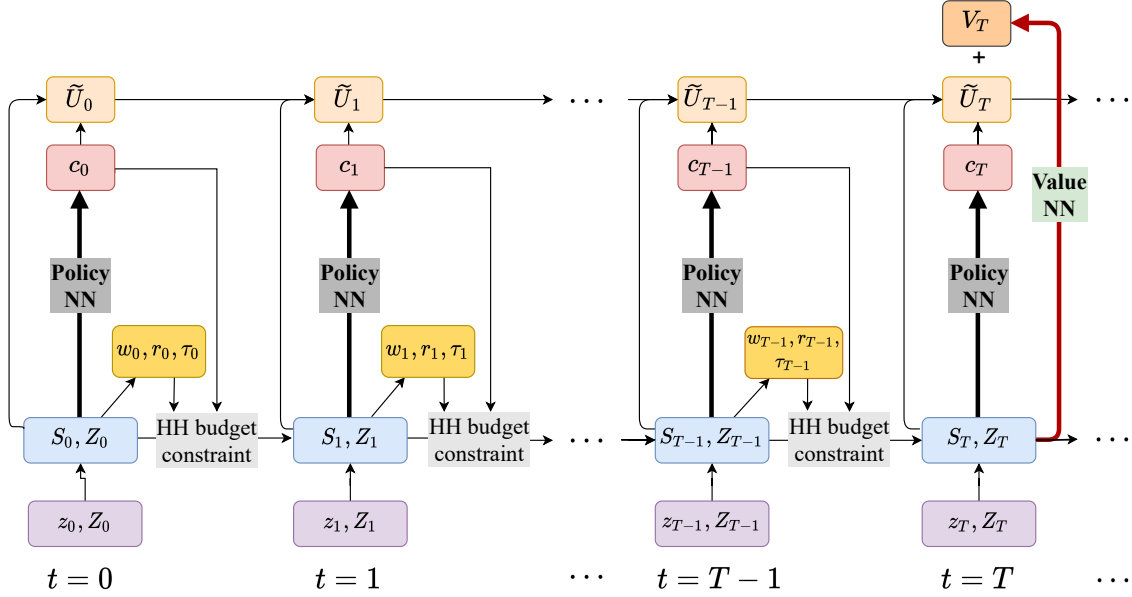 V_T
+
Ũ_0
Ũ_1
· · ·
Ũ_{T−1}
Ũ_T
· · ·
c_0
c_1
c_{T−1}
c_T
Value
NN
Policy
NN
Policy
NN
Policy
NN
Policy
NN
w_0, r_0, τ_0
w_1, r_1, τ_1
w_{T−1}, r_{T−1},
τ_{T−1}
S_0, Z_0
HH budget
constraint
S_1, Z_1
HH budget
constraint
· · ·
S_{T−1}, Z_{T−1}
HH budget
constraint
S_T, Z_T
· · ·
z_0, Z_0
z_1, Z_1
z_{T−1}, Z_{T−1}
z_T, Z_T
t = 0
t = 1
· · ·
t = T − 1
t = T
· · ·